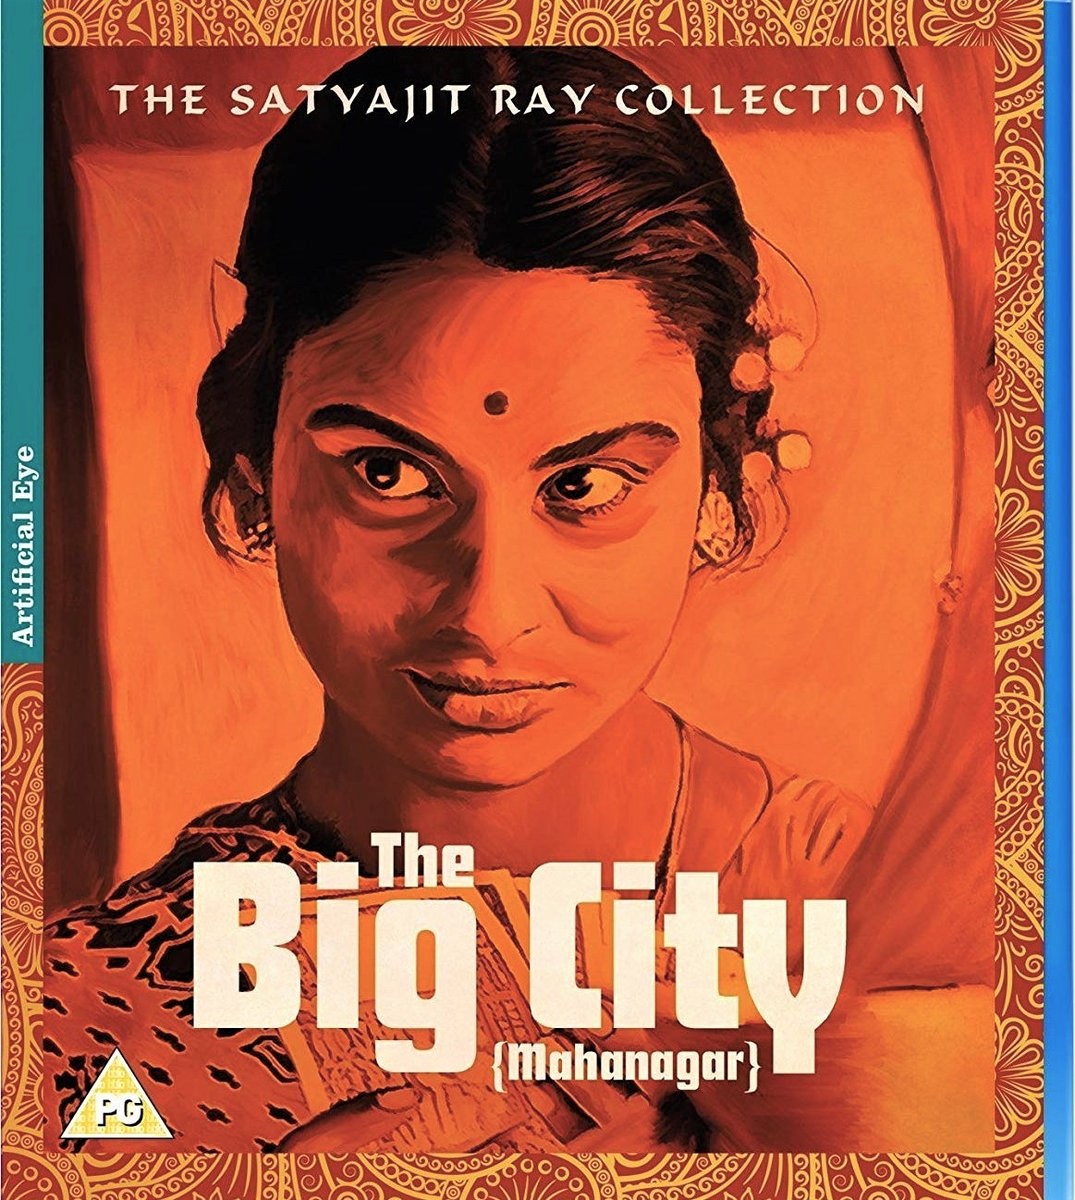 THE SATYAJIT RAY COLLECTION
Artificial Eye
The
Big City
{Mahanagar}
PG